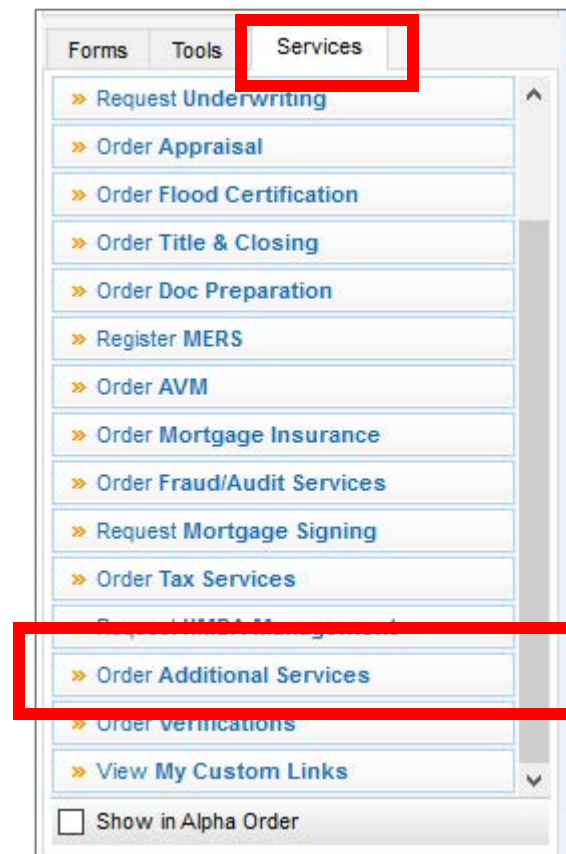 Forms Tools Services
» Request Underwriting
» Order Appraisal
» Order Flood Certification
» Order Title & Closing
» Order Doc Preparation
» Register MERS
» Order AVM
» Order Mortgage Insurance
» Order Fraud/Audit Services
» Request Mortgage Signing
» Order Tax Services
» Request Management
» Order Additional Services
» Order Verifications
» View My Custom Links
Show in Alpha Order